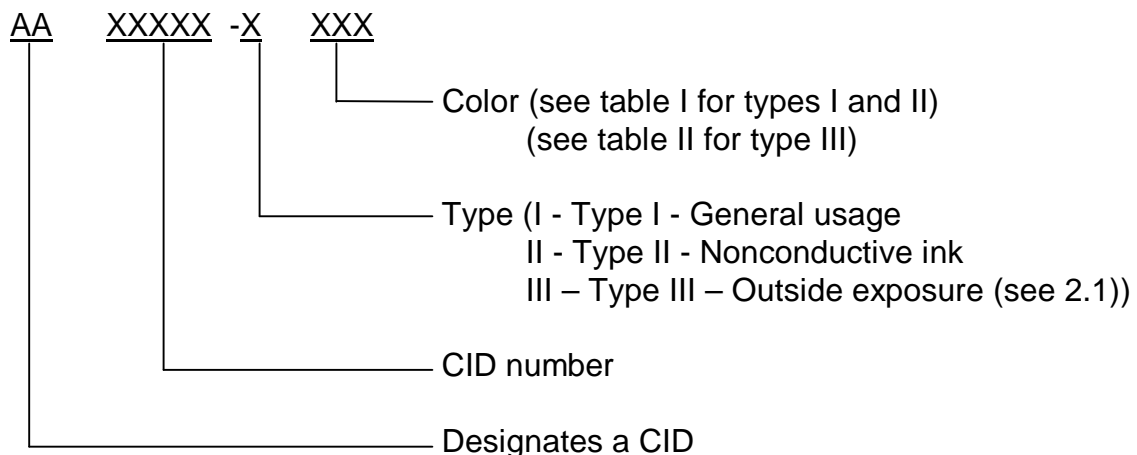 AA XXXXX -X XXX
Color (see table I for types I and II)
(see table II for type III)
Type (I - Type I - General usage
II - Type II - Nonconductive ink
III – Type III – Outside exposure (see 2.1))
CID number
Designates a CID